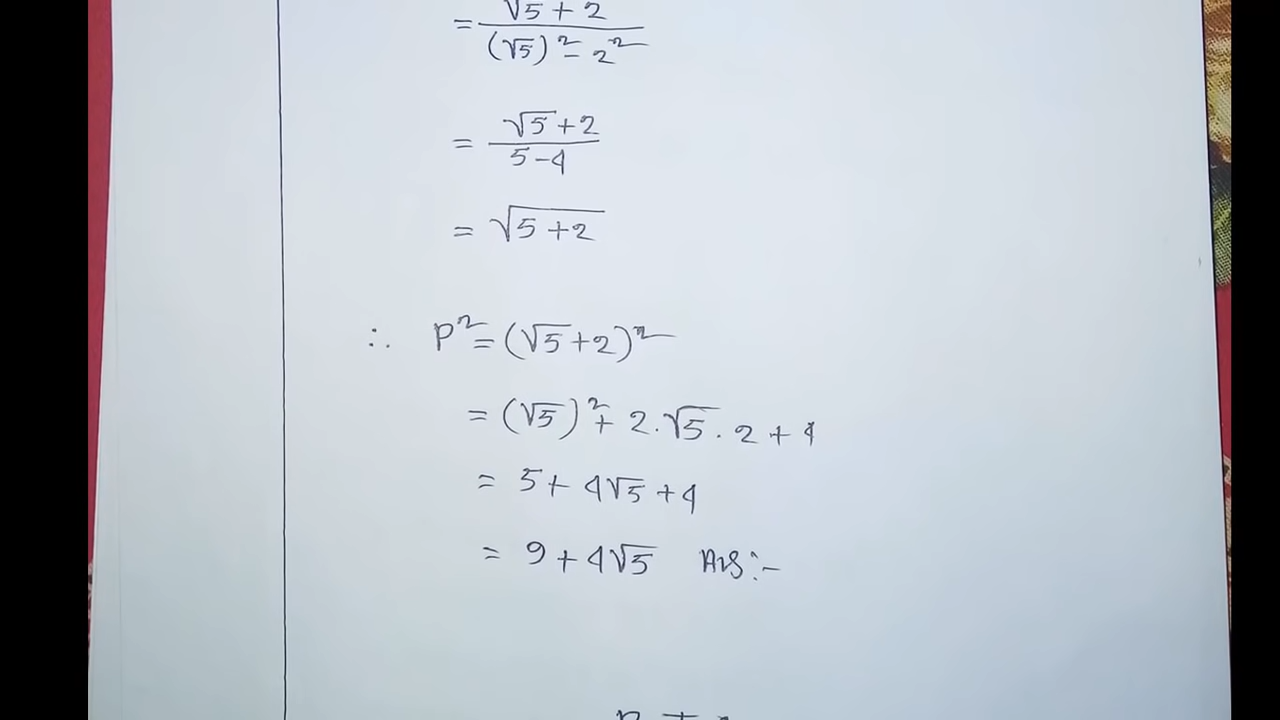 = (√5 + 2) / ((√5)² - 2²)
= (√5 + 2) / (5 - 4)
= √(5 + 2)
∴ P² = (√5 + 2)²
= (√5)² + 2.√5.2 + 4
= 5 + 4√5 + 4
= 9 + 4√5 Ans:-